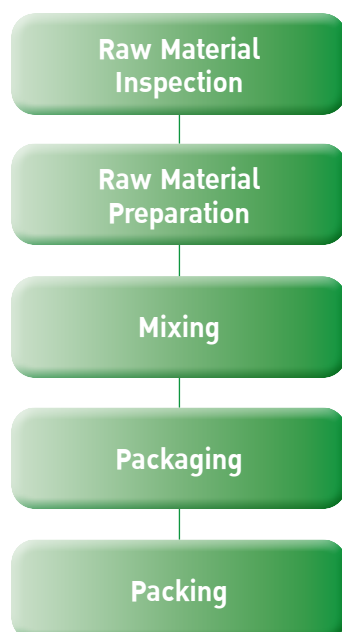 Raw Material
Inspection
Raw Material
Preparation
Mixing
Packaging
Packing